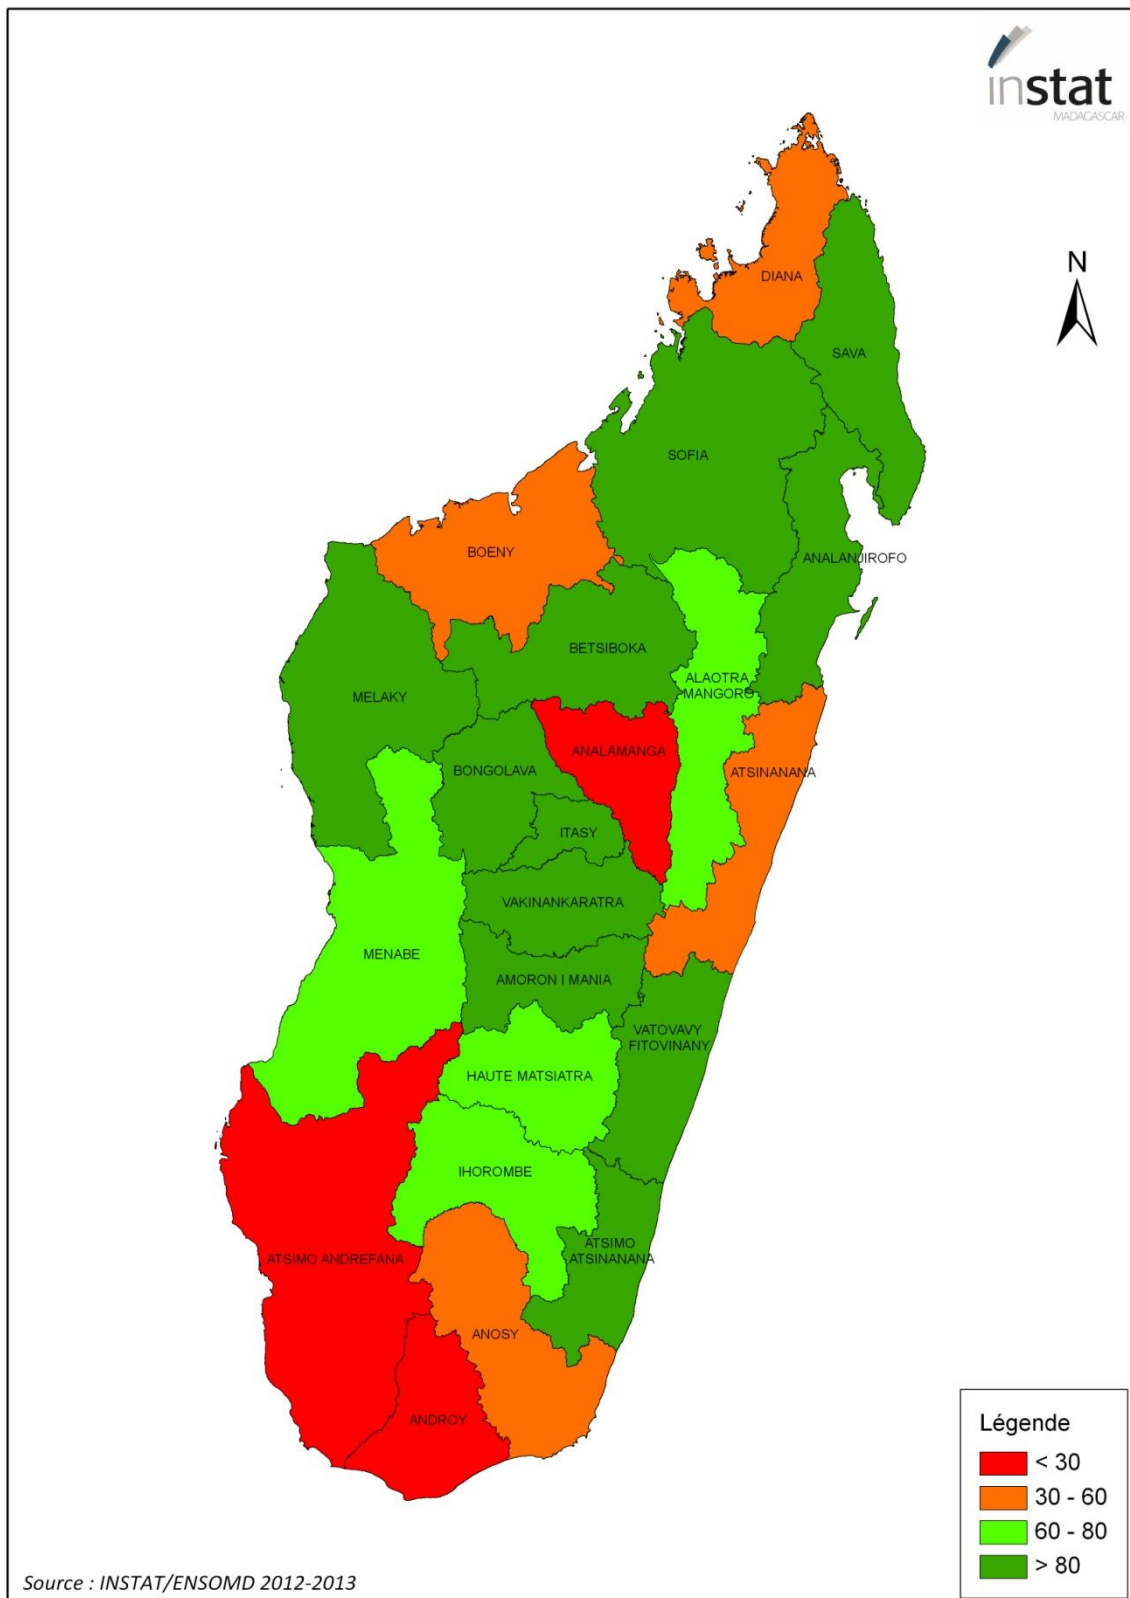 instat
MADAGASCAR
N
DIANA
SAVA
SOFIA
BOENY
ANALANJIROFO
BETSIBOKA
ALAOTRA
MANGORO
MELAKY
ANALAMANGA
BONGOLAVA
ATSINANANA
ITASY
VAKINANKARATRA
MENABE
AMORON I MANIA
VATOVAVY
FITOVINANY
HAUTE MATSIATRA
IHOROMBE
ATSIMO
ATSINANANA
ATSIMO ANDREFANA
ANOSY
ANDROY
Légende
< 30
30 - 60
60 - 80
> 80
Source : INSTAT/ENSOMD 2012-2013